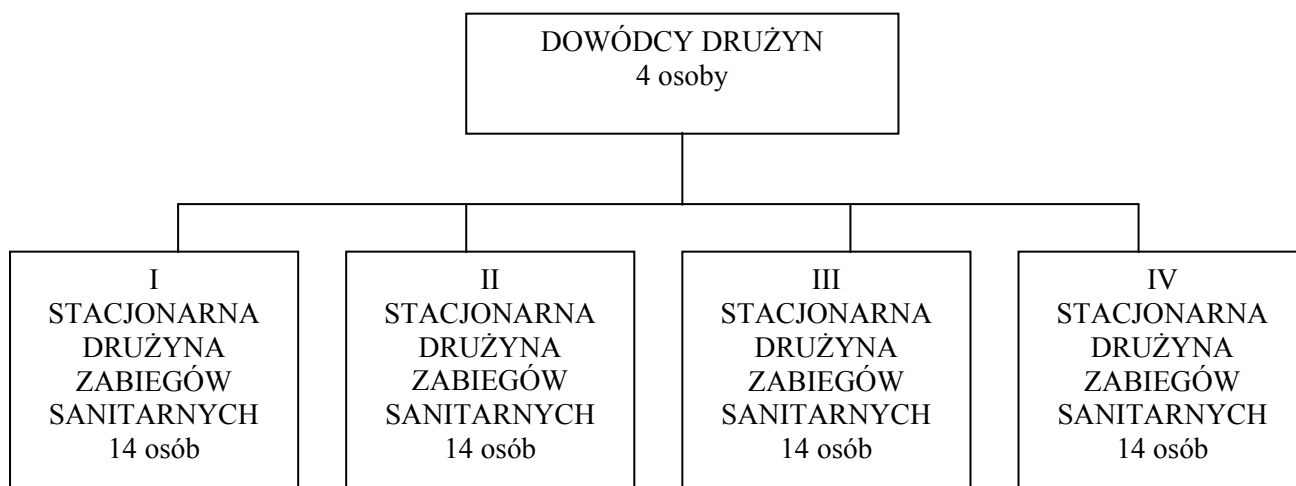 DOWÓDCY DRUŻYN
4 osoby
I
STACJONARNA
DRUŻYNA
ZABIEGÓW
SANITARNYCH
14 osób
II
STACJONARNA
DRUŻYNA
ZABIEGÓW
SANITARNYCH
14 osób
III
STACJONARNA
DRUŻYNA
ZABIEGÓW
SANITARNYCH
14 osób
IV
STACJONARNA
DRUŻYNA
ZABIEGÓW
SANITARNYCH
14 osób